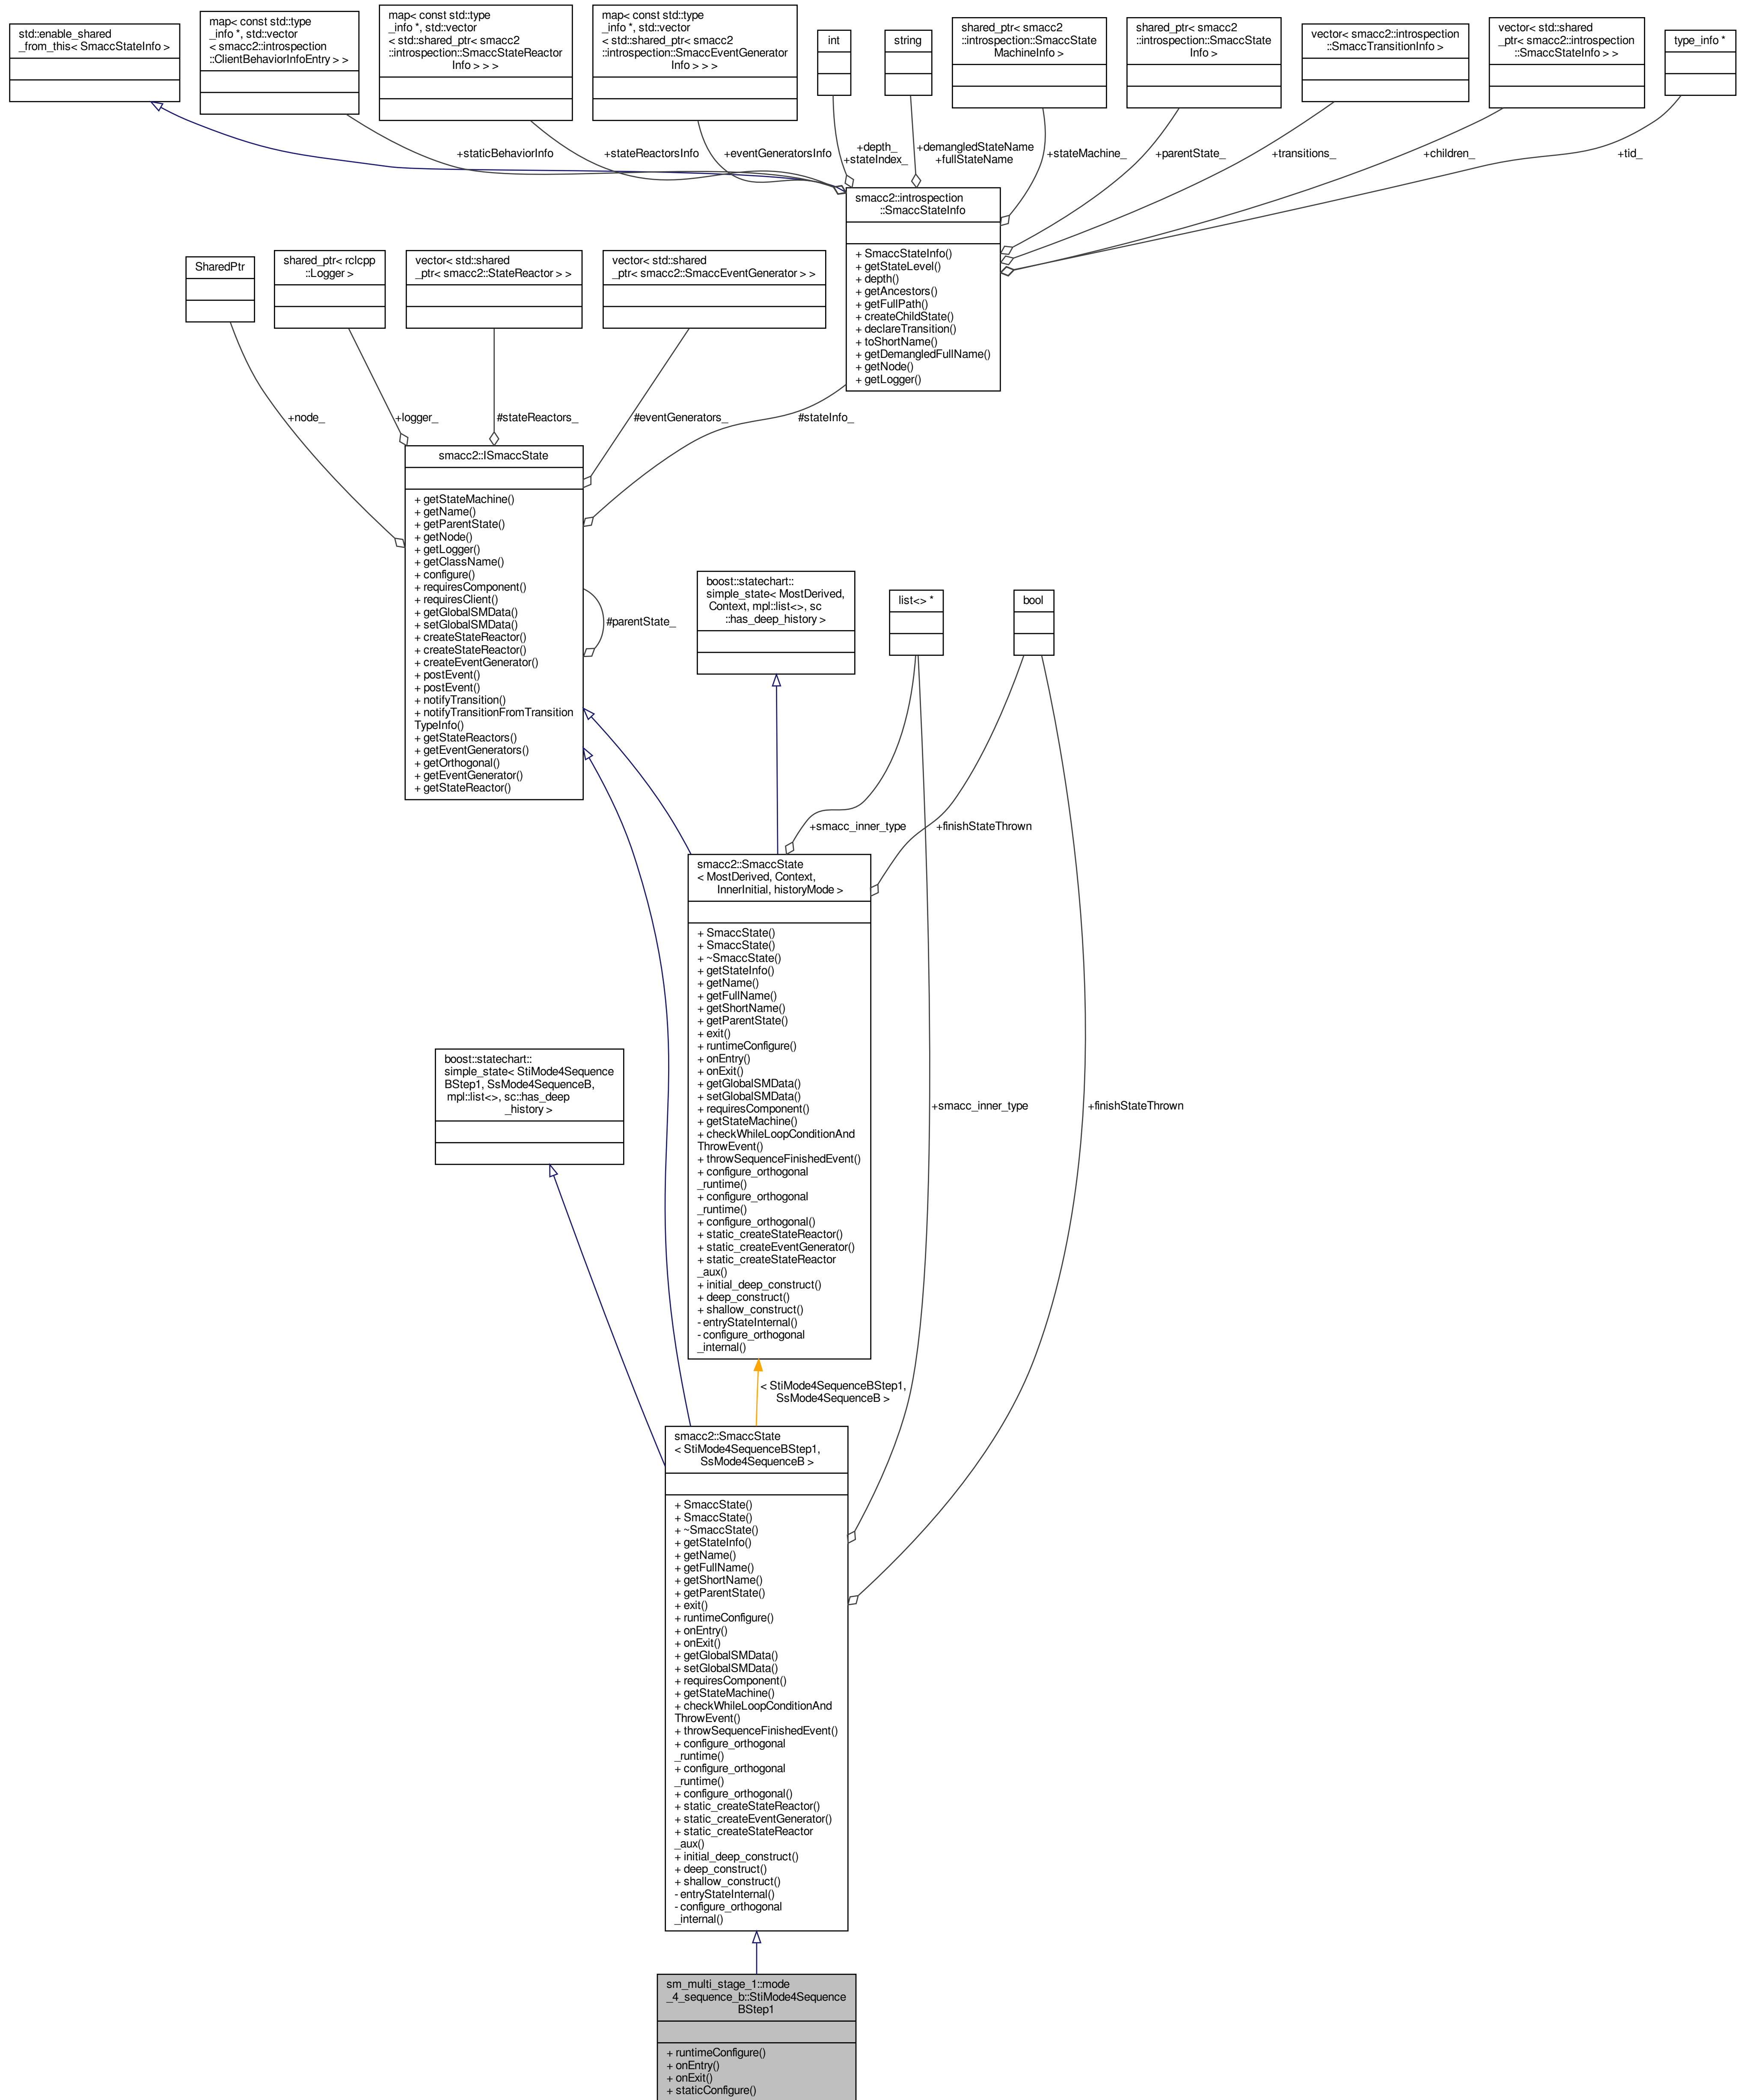 std::enable_shared
_from_this< SmaccStateInfo >
map< const std::type
_info *, std::vector
< smacc2::introspection
::ClientBehaviorInfoEntry > >
map< const std::type
_info *, std::vector
< std::shared_ptr< smacc2
::introspection::SmaccStateReactor
Info > > >
map< const std::type
_info *, std::vector
< std::shared_ptr< smacc2
::introspection::SmaccEventGenerator
Info > > >
int
string
shared_ptr< smacc2
::introspection::SmaccState
MachineInfo >
shared_ptr< smacc2
::introspection::SmaccState
Info >
vector< smacc2::introspection
::SmaccTransitionInfo >
vector< std::shared
_ptr< smacc2::introspection
::SmaccStateInfo > >
type_info *
+staticBehaviorInfo
+stateReactorsInfo
+eventGeneratorsInfo
+depth_
+stateIndex_
+demangledStateName
+fullStateName
+stateMachine_
+parentState_
+transitions_
+children_
+tid_
smacc2::introspection
::SmaccStateInfo
+ SmaccStateInfo()
+ getStateLevel()
+ depth()
+ getAncestors()
+ getFullPath()
+ createChildState()
+ declareTransition()
+ toShortName()
+ getDemangledFullName()
+ getNode()
+ getLogger()
SharedPtr
shared_ptr< rclcpp
::Logger >
vector< std::shared
_ptr< smacc2::StateReactor > >
vector< std::shared
_ptr< smacc2::SmaccEventGenerator > >
+node_
+logger_
#stateReactors_
#eventGenerators_
#stateInfo_
smacc2::ISmaccState
+ getStateMachine()
+ getName()
+ getParentState()
+ getNode()
+ getLogger()
+ getClassName()
+ configure()
+ requiresComponent()
+ requiresClient()
+ getGlobalSMData()
+ setGlobalSMData()
+ createStateReactor()
+ createStateReactor()
+ createEventGenerator()
+ postEvent()
+ postEvent()
+ notifyTransition()
+ notifyTransitionFromTransition
TypeInfo()
+ getStateReactors()
+ getEventGenerators()
+ getOrthogonal()
+ getEventGenerator()
+ getStateReactor()
#parentState_
boost::statechart::
simple_state< MostDerived,
Context, mpl::list<>, sc
::has_deep_history >
list<> *
bool
+smacc_inner_type
+finishStateThrown
smacc2::SmaccState
< MostDerived, Context,
InnerInitial, historyMode >
+ SmaccState()
+ SmaccState()
+ ~SmaccState()
+ getStateInfo()
+ getName()
+ getFullName()
+ getShortName()
+ getParentState()
+ exit()
+ runtimeConfigure()
+ onEntry()
+ onExit()
+ getGlobalSMData()
+ setGlobalSMData()
+ requiresComponent()
+ getStateMachine()
+ checkWhileLoopConditionAnd
ThrowEvent()
+ throwSequenceFinishedEvent()
+ configure_orthogonal
_runtime()
+ configure_orthogonal
_runtime()
+ configure_orthogonal()
+ static_createStateReactor()
+ static_createEventGenerator()
+ static_createStateReactor
_aux()
+ initial_deep_construct()
+ deep_construct()
+ shallow_construct()
- entryStateInternal()
- configure_orthogonal
_internal()
boost::statechart::
simple_state< StiMode4Sequence
BStep1, SsMode4SequenceB,
mpl::list<>, sc::has_deep
_history >
+smacc_inner_type
+finishStateThrown
< StiMode4SequenceBStep1,
SsMode4SequenceB >
smacc2::SmaccState
< StiMode4SequenceBStep1,
SsMode4SequenceB >
+ SmaccState()
+ SmaccState()
+ ~SmaccState()
+ getStateInfo()
+ getName()
+ getFullName()
+ getShortName()
+ getParentState()
+ exit()
+ runtimeConfigure()
+ onEntry()
+ onExit()
+ getGlobalSMData()
+ setGlobalSMData()
+ requiresComponent()
+ getStateMachine()
+ checkWhileLoopConditionAnd
ThrowEvent()
+ throwSequenceFinishedEvent()
+ configure_orthogonal
_runtime()
+ configure_orthogonal
_runtime()
+ configure_orthogonal()
+ static_createStateReactor()
+ static_createEventGenerator()
+ static_createStateReactor
_aux()
+ initial_deep_construct()
+ deep_construct()
+ shallow_construct()
- entryStateInternal()
- configure_orthogonal
_internal()
sm_multi_stage_1::mode
_4_sequence_b::StiMode4Sequence
BStep1
+ runtimeConfigure()
+ onEntry()
+ onExit()
+ staticConfigure()